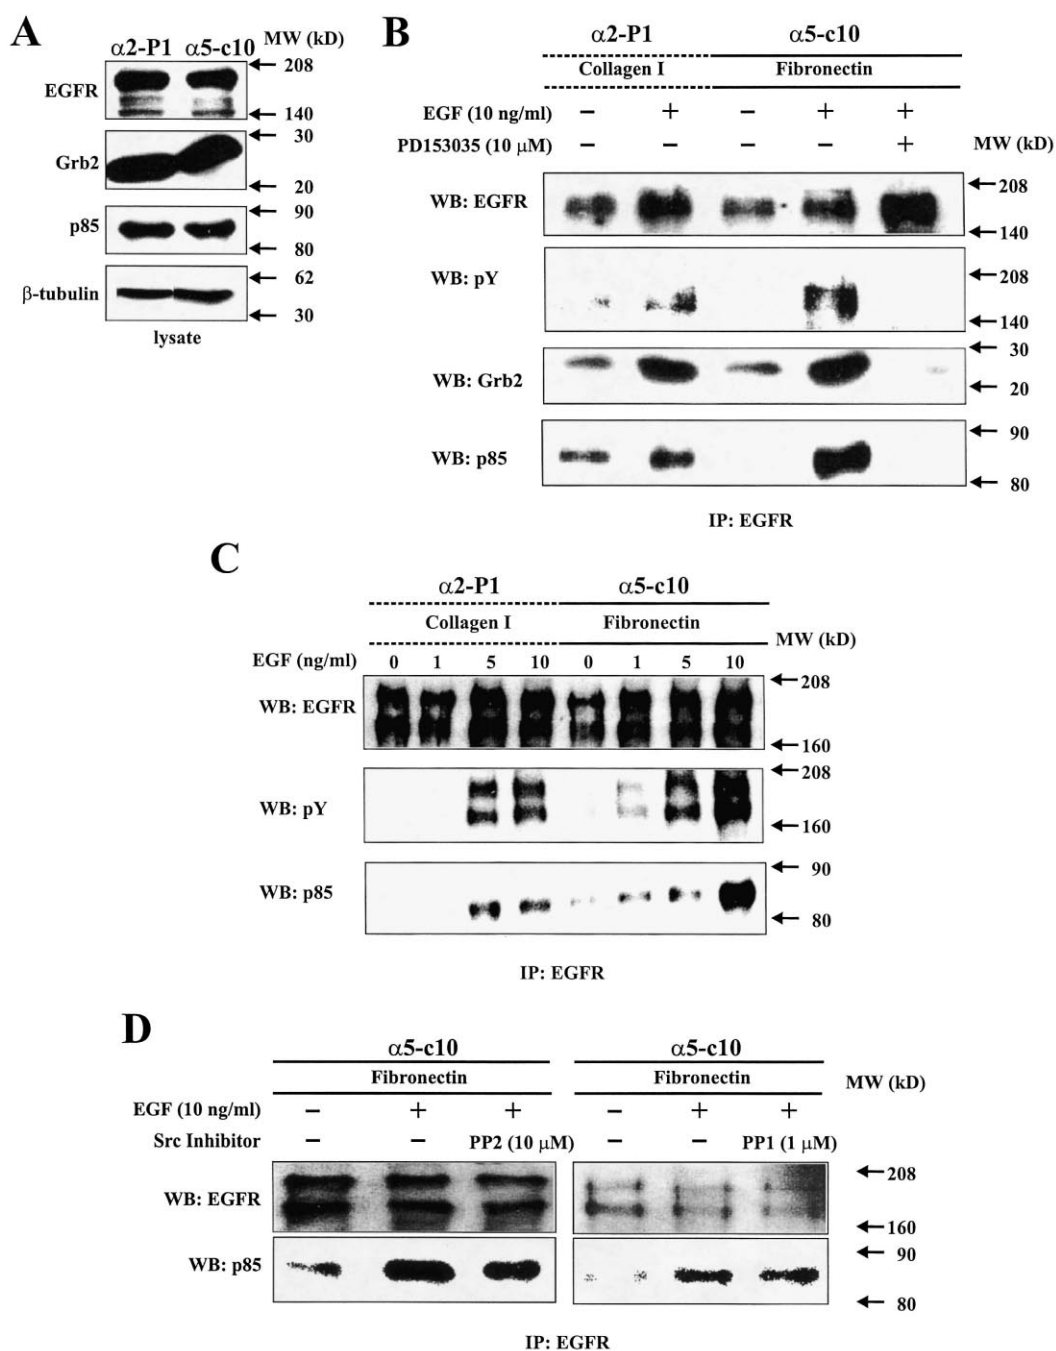 A
α2-P1 α5-c10 MW (kD)
EGFR
208
140
Grb2
30
20
p85
90
80
β-tubulin
62
30
lysate
B
α2-P1 α5-c10
Collagen I Fibronectin
EGF (10 ng/ml) − + − + +
PD153035 (10 μM) − − − − + MW (kD)
WB: EGFR
208
140
WB: pY
208
140
WB: Grb2
30
20
WB: p85
90
80
IP: EGFR
C
α2-P1 α5-c10
Collagen I Fibronectin MW (kD)
EGF (ng/ml) 0 1 5 10 0 1 5 10
WB: EGFR
208
160
WB: pY
208
160
WB: p85
90
80
IP: EGFR
D
α5-c10 α5-c10
Fibronectin Fibronectin MW (kD)
EGF (10 ng/ml) − + + − + +
Src Inhibitor − − PP2 (10 μM) − − PP1 (1 μM)
WB: EGFR
208
160
WB: p85
90
80
IP: EGFR